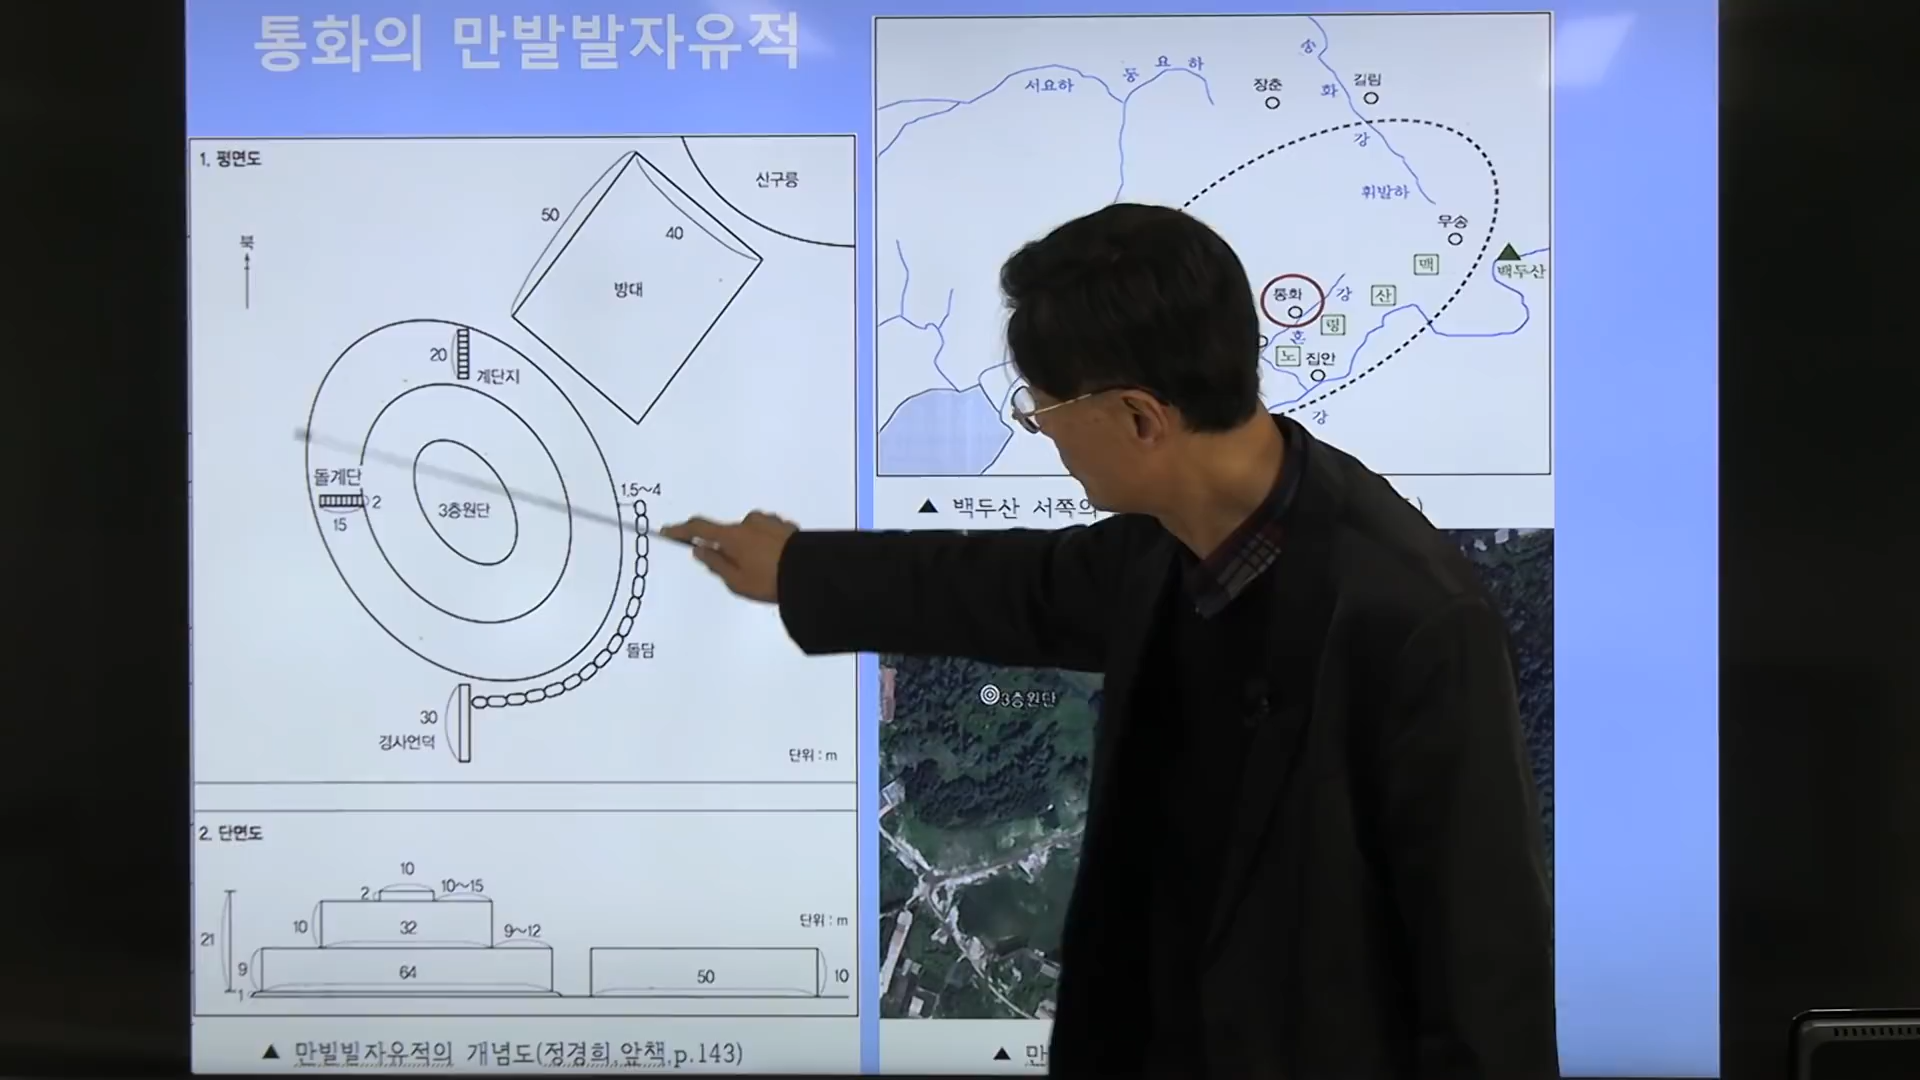 통화의 만발발자유적
1. 평면도
북
50
40
신구릉
방대
20
계단지
돌계단
2
15
3층원단
1.5~4
돌담
30
경사언덕
단위 : m
2. 단면도
10
2
10~15
10
32
9~12
단위 : m
21
9
64
1
50
10
▲ 만발발자유적의 개념도(정경희,앞책,p.143)
서요하
동 요 하
장춘
송
화
강
길림
휘발하
무송
백두산
맥
산
령
노
통화
강
혼
집안
강
▲ 백두산 서쪽의
)
3층원단
▲ 만